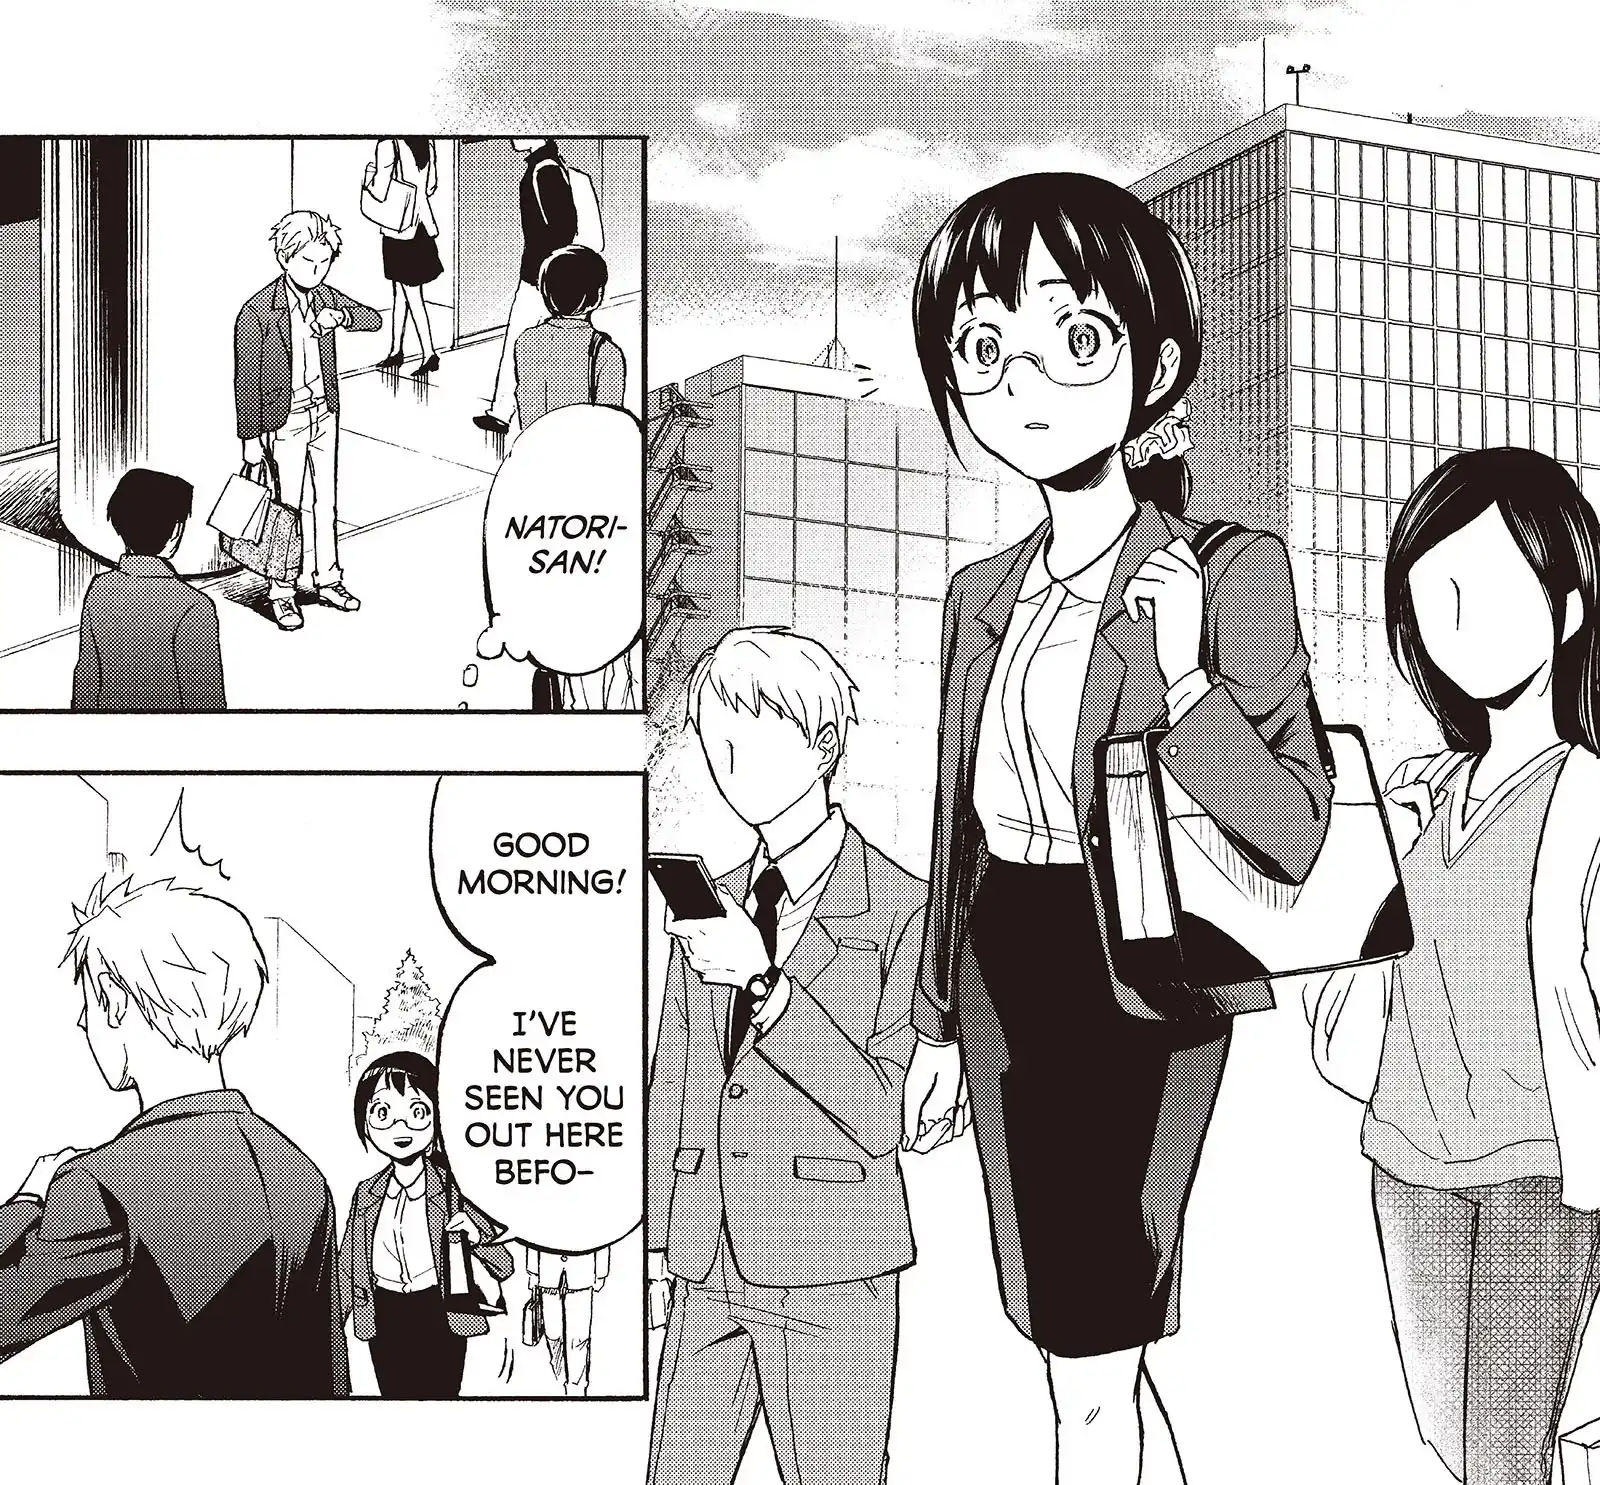 NATORI-
SAN!
GOOD
MORNING!
I'VE
NEVER
SEEN YOU
OUT HERE
BEFO–